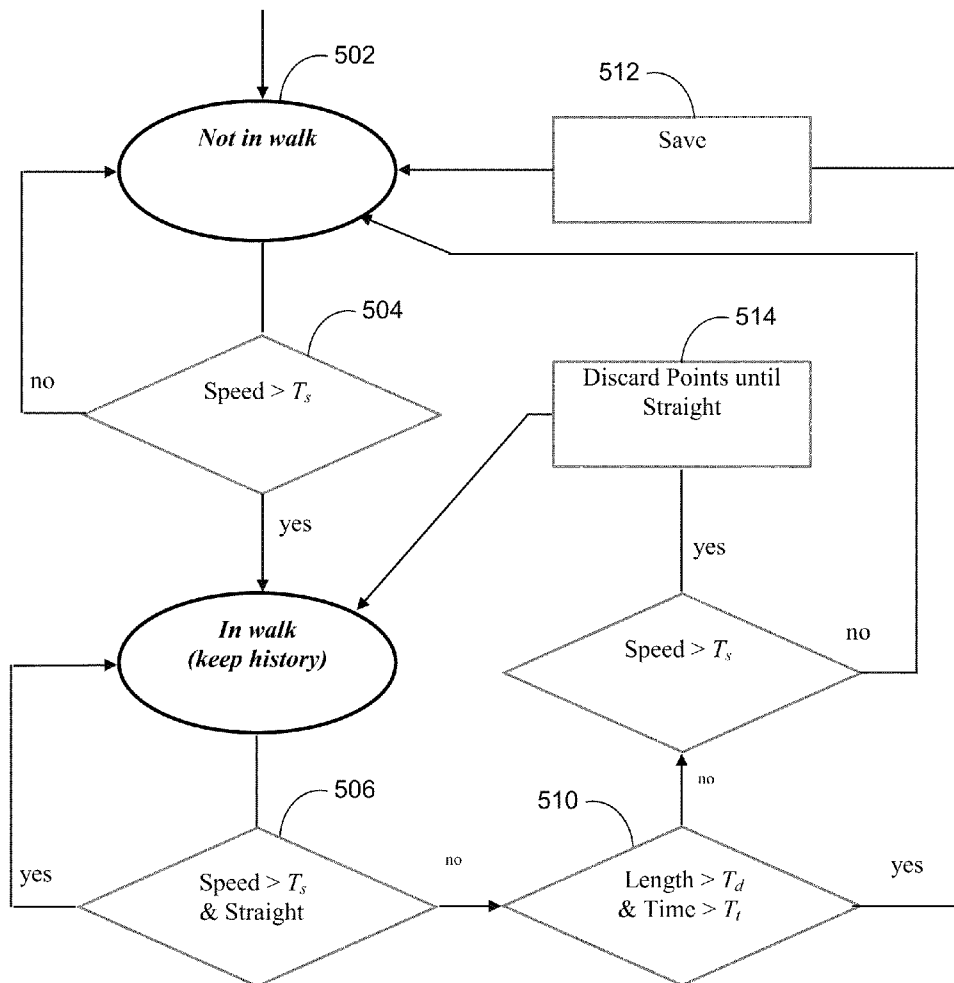 502
Not in walk
512
Save
504
no
Speed > Ts
yes
514
Discard Points until
Straight
yes
In walk
(keep history)
Speed > Ts
no
506
yes
Speed > Ts
& Straight
no
510
no
Length > Td
& Time > Tt
yes